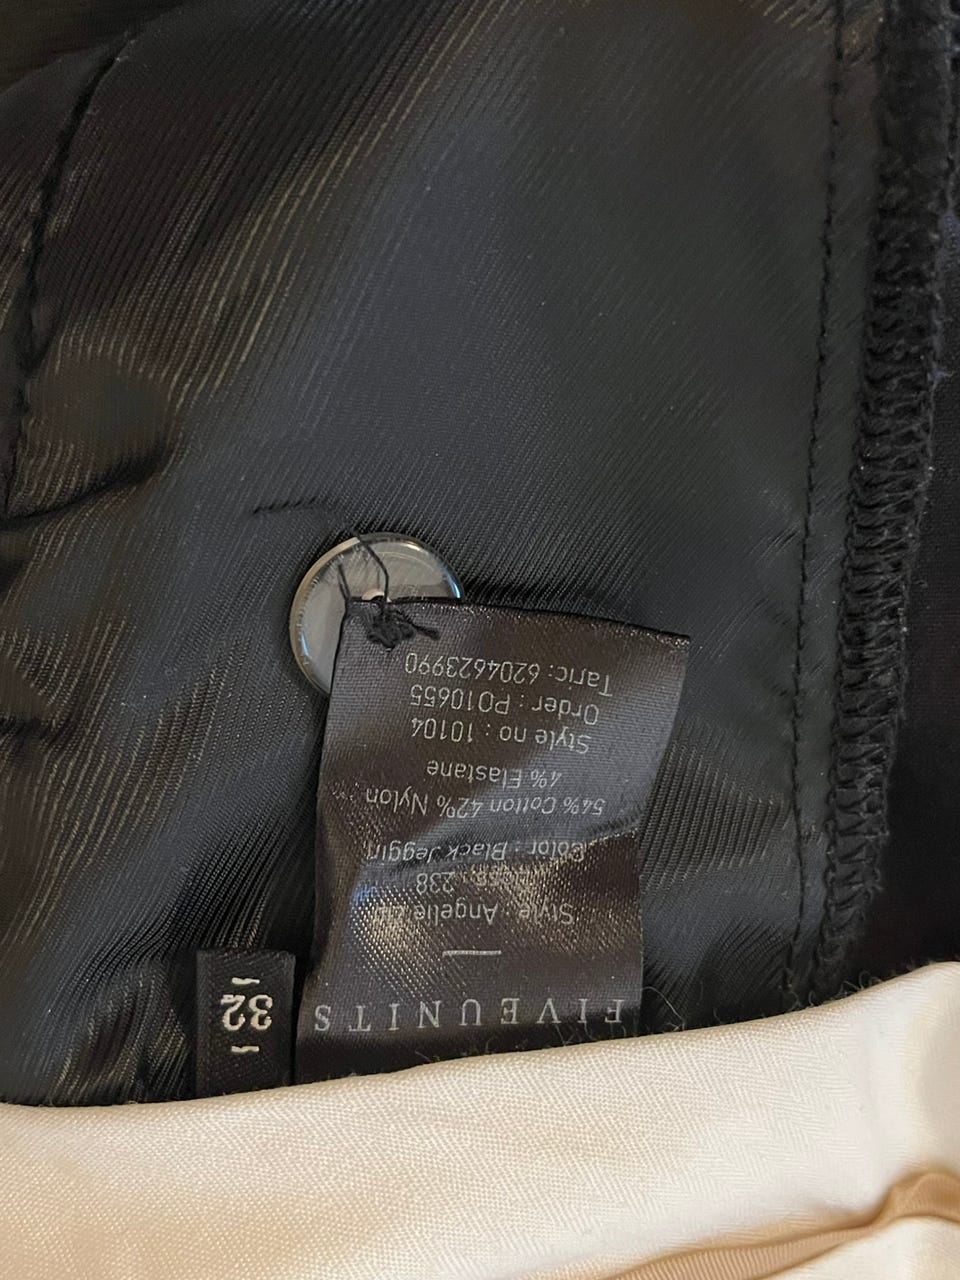 FIVEUNITS
Style : Angelie zip
238
Color : Black Jeggin
54% Cotton 42% Nylon
4% Elastane
Style no : 10104
Order : PO10655
Taric: 6204623990
32